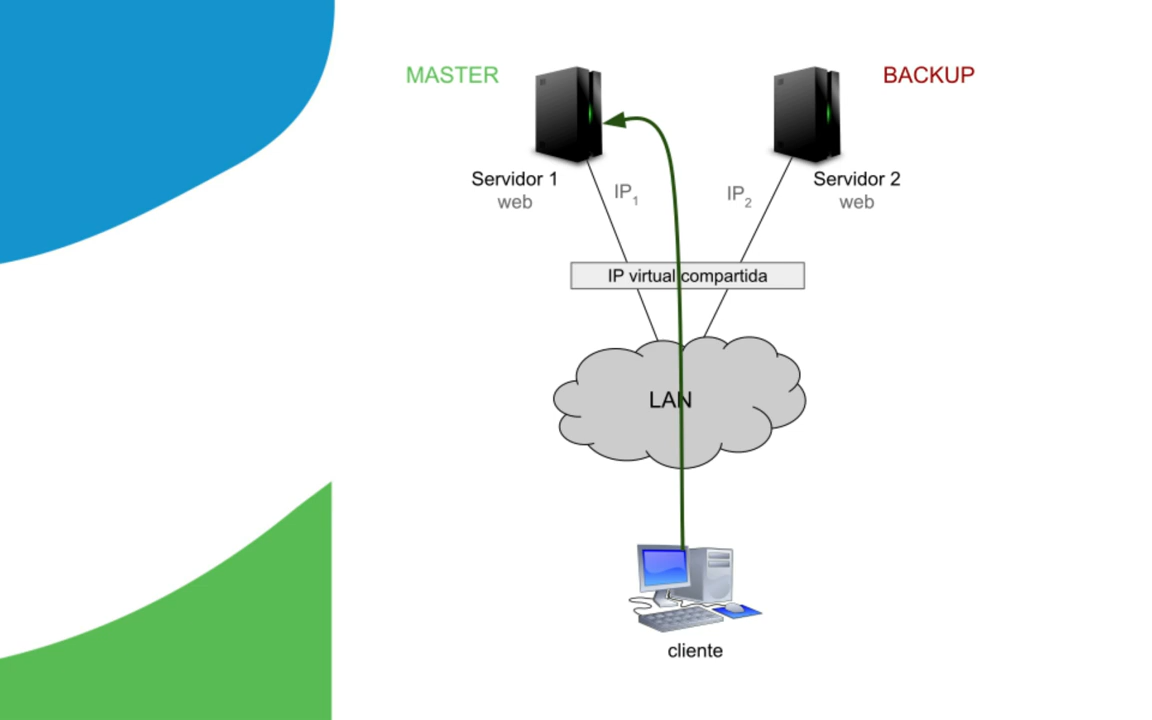 MASTER
BACKUP
Servidor 1
web
IP1
IP2
Servidor 2
web
IP virtual compartida
LAN
cliente